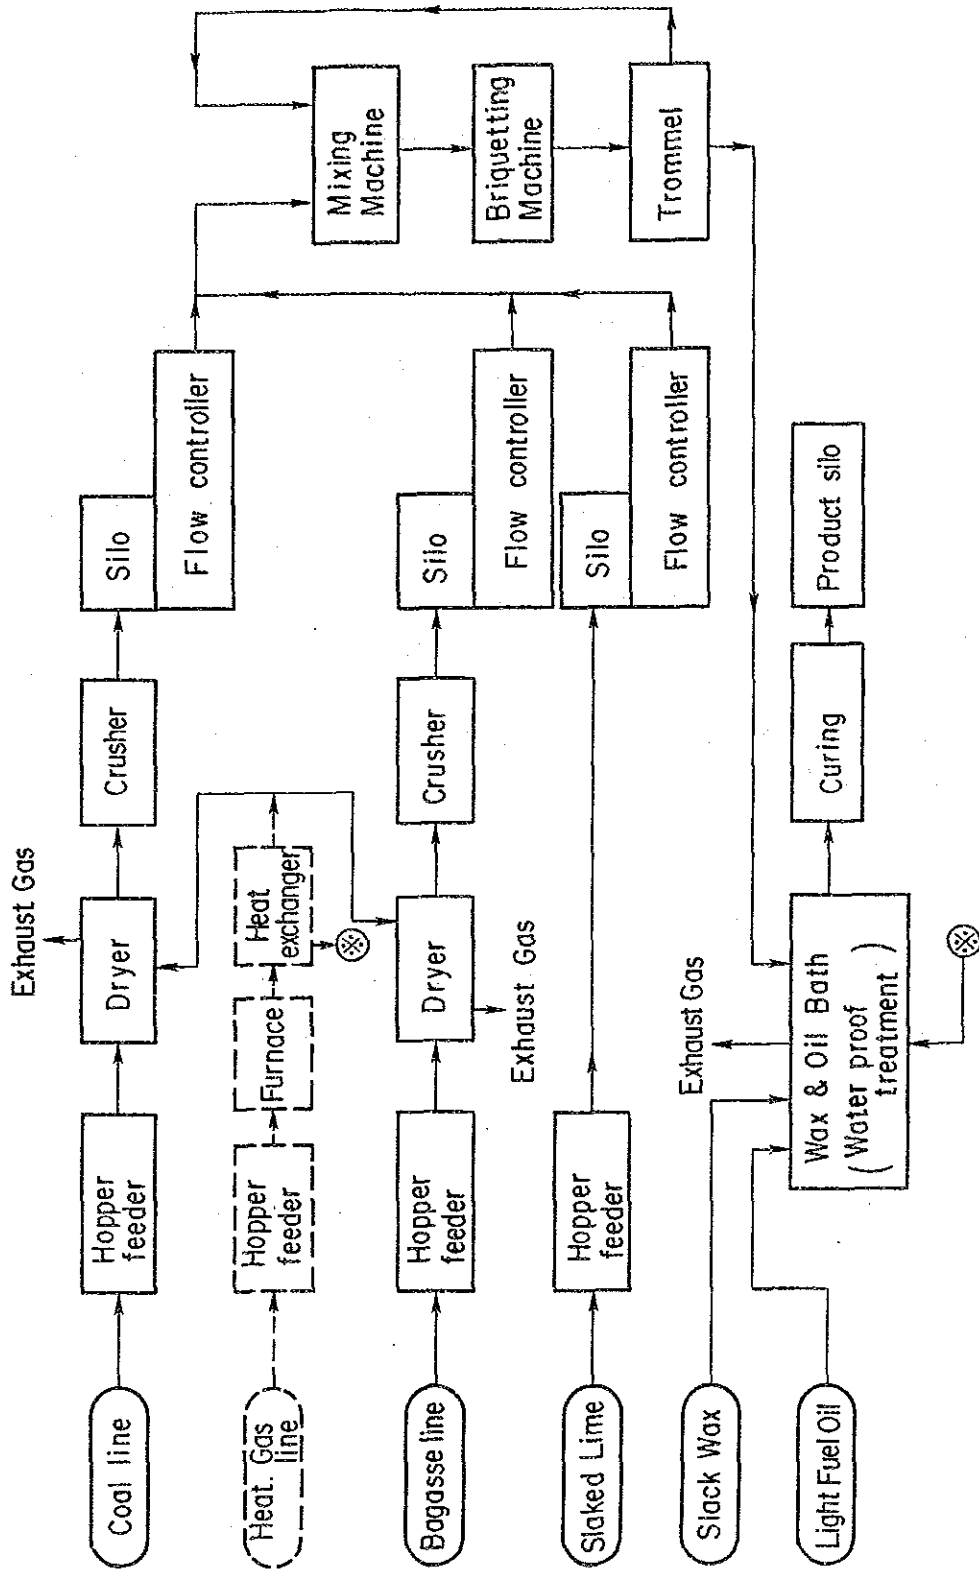 Coal line
Hopper
feeder
Dryer
Exhaust Gas
Crusher
Silo
Flow controller
Heat. Gas
line
Hopper
feeder
Furnace
Heat
exchanger
※
Bagasse line
Hopper
feeder
Dryer
Exhaust Gas
Crusher
Silo
Flow controller
Slaked Lime
Hopper
feeder
Silo
Flow controller
Mixing
Machine
Briquetting
Machine
Trommel
Slack Wax
Light Fuel Oil
Exhaust Gas
Wax & Oil Bath
( Water proof
treatment )
※
Curing
Product silo